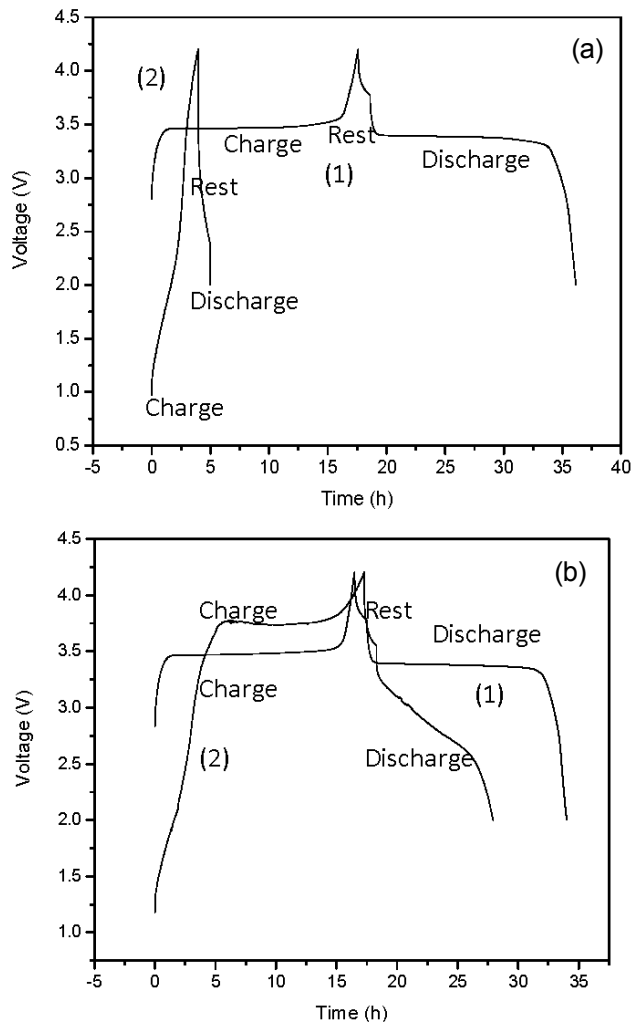 (a)
4.5
4.0
3.5
3.0
2.5
2.0
1.5
1.0
0.5
Voltage (V)
(2)
Charge
Rest
(1)
Discharge
Rest
Discharge
Charge
-5
0
5
10
15
20
25
30
35
40
Time (h)
(b)
4.5
4.0
3.5
3.0
2.5
2.0
1.5
1.0
Voltage (V)
Charge
Rest
Discharge
Charge
(1)
(2)
Discharge
-5
0
5
10
15
20
25
30
35
Time (h)